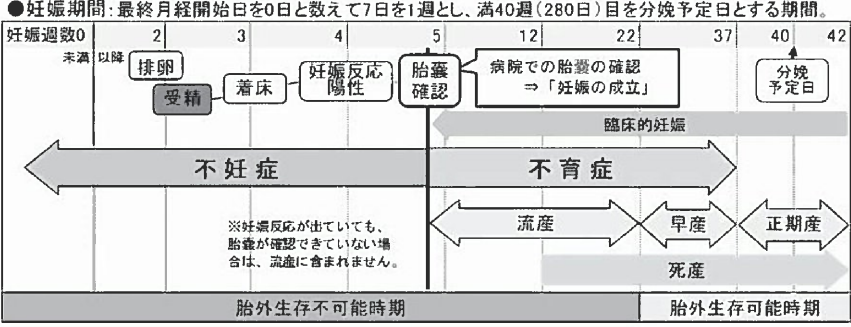 ●妊娠期間：最終月経開始日を0日と数えて7日を1週とし、満40週（280日）目を分娩予定日とする期間。
妊娠週数0 2 3 4 5 12 22 37 40 42
未満 以降
排卵
受精
着床
妊娠反応
陽性
胎嚢
確認
病院での胎嚢の確認
⇒「妊娠の成立」
分娩
予定日
臨床的妊娠
不妊症
不育症
流産
早産
正期産
※妊娠反応が出ていても、
胎嚢が確認できていない場
合は、流産に含まれません。
死産
胎外生存不可能時期
胎外生存可能時期